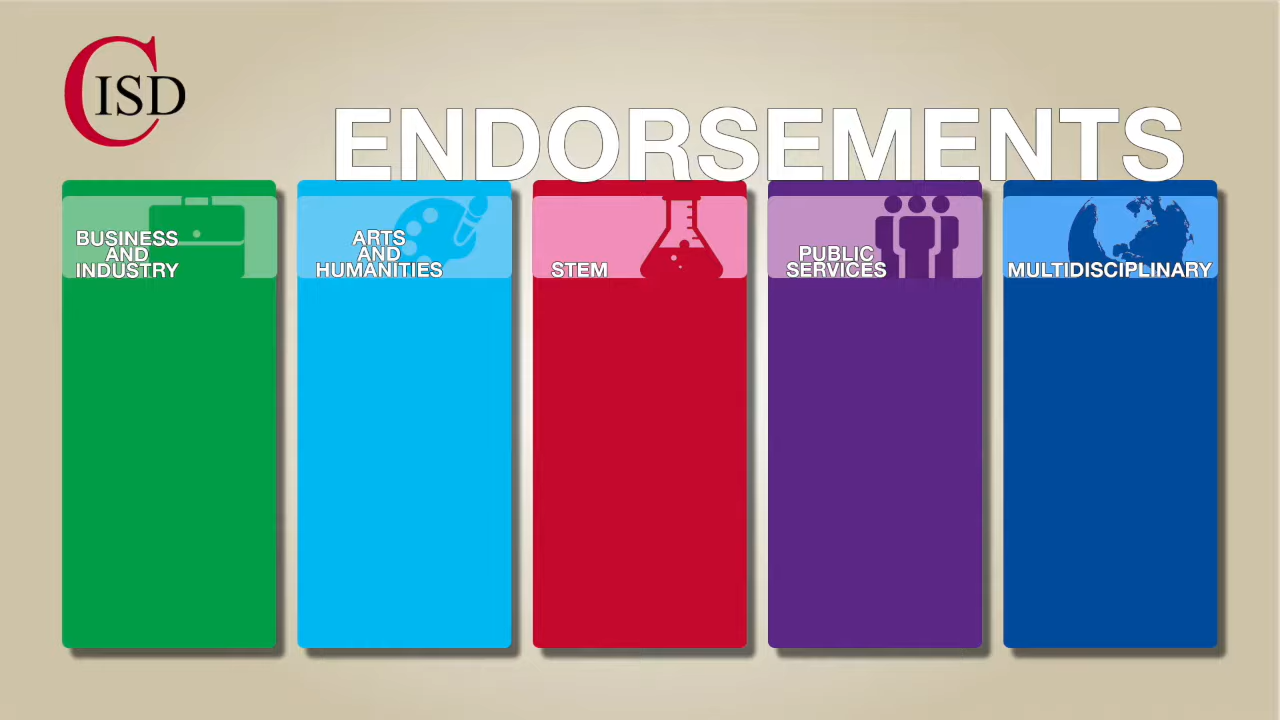 CISD
ENDORSEMENTS
BUSINESS
AND
INDUSTRY
ARTS
AND
HUMANITIES
STEM
PUBLIC
SERVICES
MULTIDISCIPLINARY